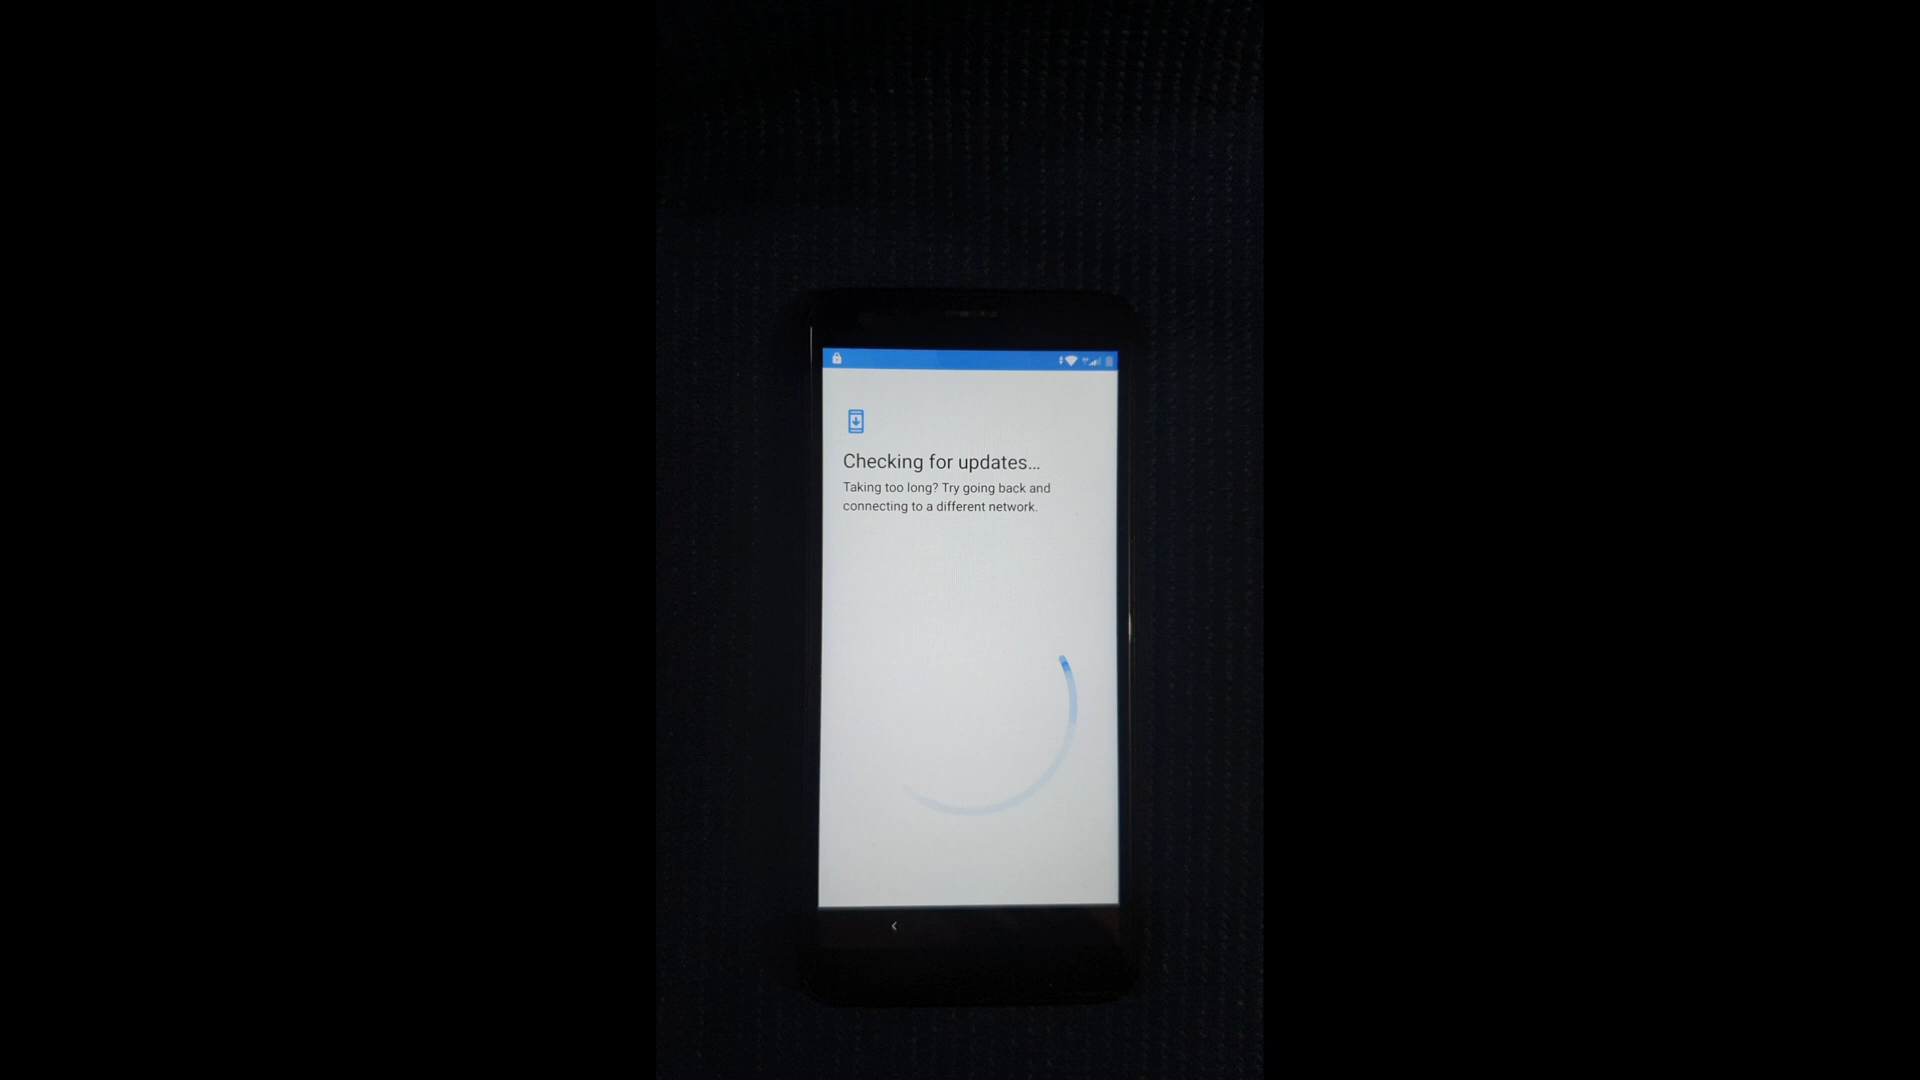 Checking for updates...
Taking too long? Try going back and
connecting to a different network.